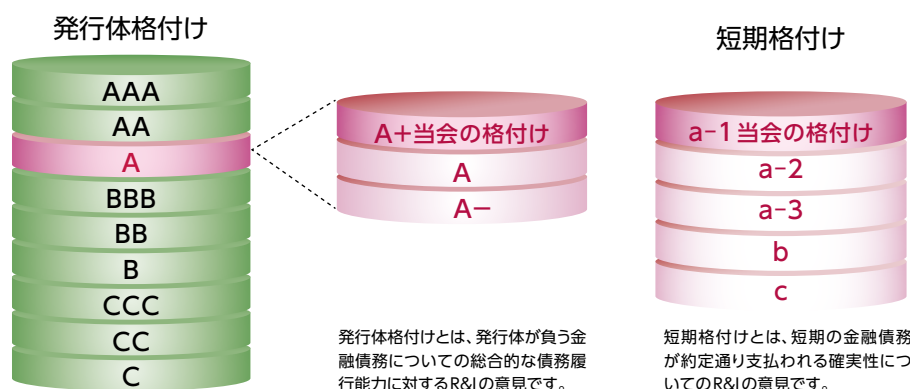 発行体格付け
AAA
AA
A
BBB
BB
B
CCC
CC
C
A+当会の格付け
A
A−
発行体格付けとは、発行体が負う金
融債務についての総合的な債務履
行能力に対するR&Iの意見です。
短期格付け
a-1当会の格付け
a-2
a-3
b
c
短期格付けとは、短期の金融債務
が約定通り支払われる確実性につ
いてのR&Iの意見です。